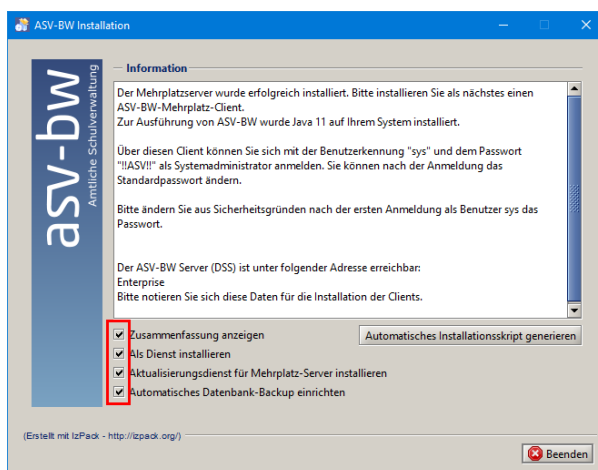 ASV-BW Installation
asv-bw
Amtliche Schulverwaltung
Information
Der Mehrplatzserver wurde erfolgreich installiert. Bitte installieren Sie als nächstes einen
ASV-BW-Mehrplatz-Client.
Zur Ausführung von ASV-BW wurde Java 11 auf Ihrem System installiert.
Über diesen Client können Sie sich mit der Benutzerkennung "sys" und dem Passwort
"!!ASV!!" als Systemadministrator anmelden. Sie können nach der Anmeldung das
Standardpasswort ändern.
Bitte ändern Sie aus Sicherheitsgründen nach der ersten Anmeldung als Benutzer sys das
Passwort.
Der ASV-BW Server (DSS) ist unter folgender Adresse erreichbar:
Enterprise
Bitte notieren Sie sich diese Daten für die Installation der Clients.
Zusammenfassung anzeigen
Automatisches Installationsskript generieren
Als Dienst installieren
Aktualisierungsdienst für Mehrplatz-Server installieren
Automatisches Datenbank-Backup einrichten
(Erstellt mit IzPack - http://izpack.org/)
Beenden